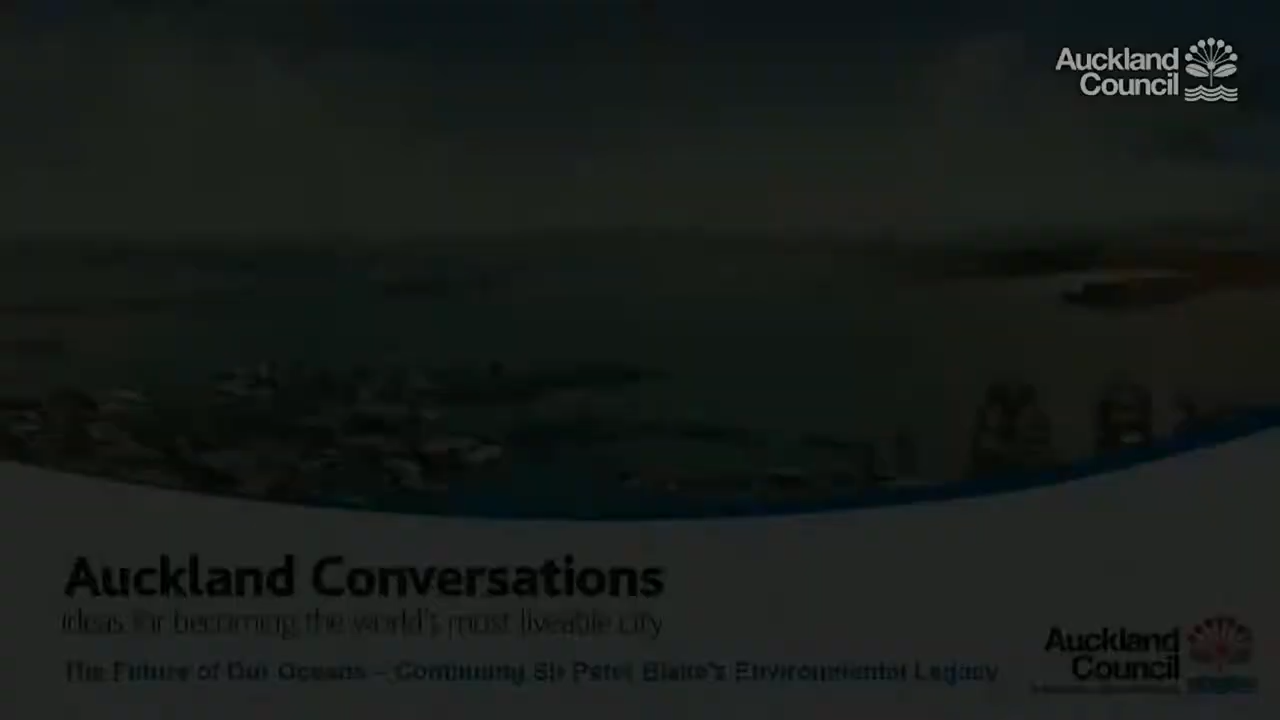 Auckland
Council
Auckland Conversations
ideas for becoming the world's most liveable city
The Future of Our Oceans – Continuing Sir Peter Blake's Environmental Legacy
Auckland
Council